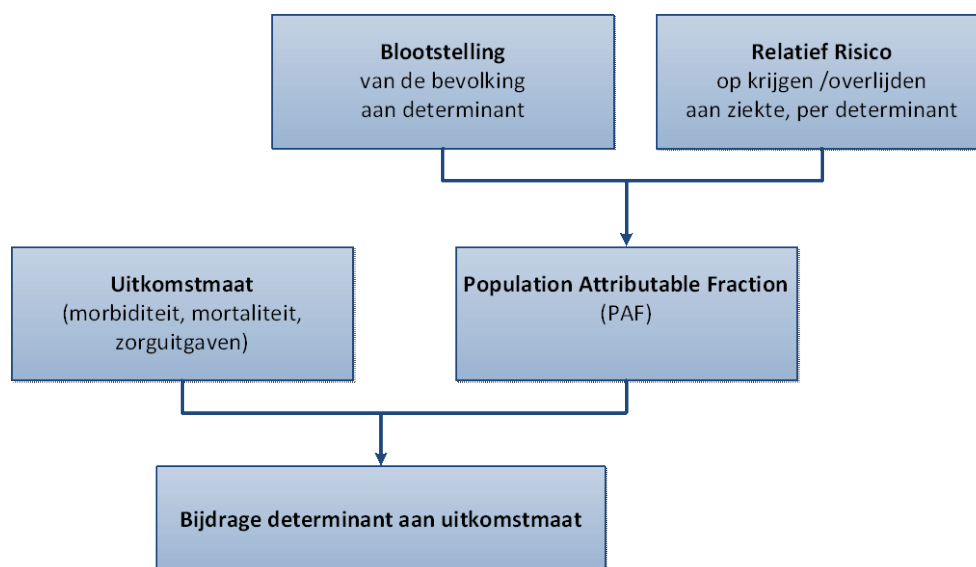 Blootstelling
van de bevolking
aan determinant
Relatief Risico
op krijgen /overlijden
aan ziekte, per determinant
Uitkomstmaat
(morbiditeit, mortaliteit,
zorguitgaven)
Population Attributable Fraction
(PAF)
Bijdrage determinant aan uitkomstmaat